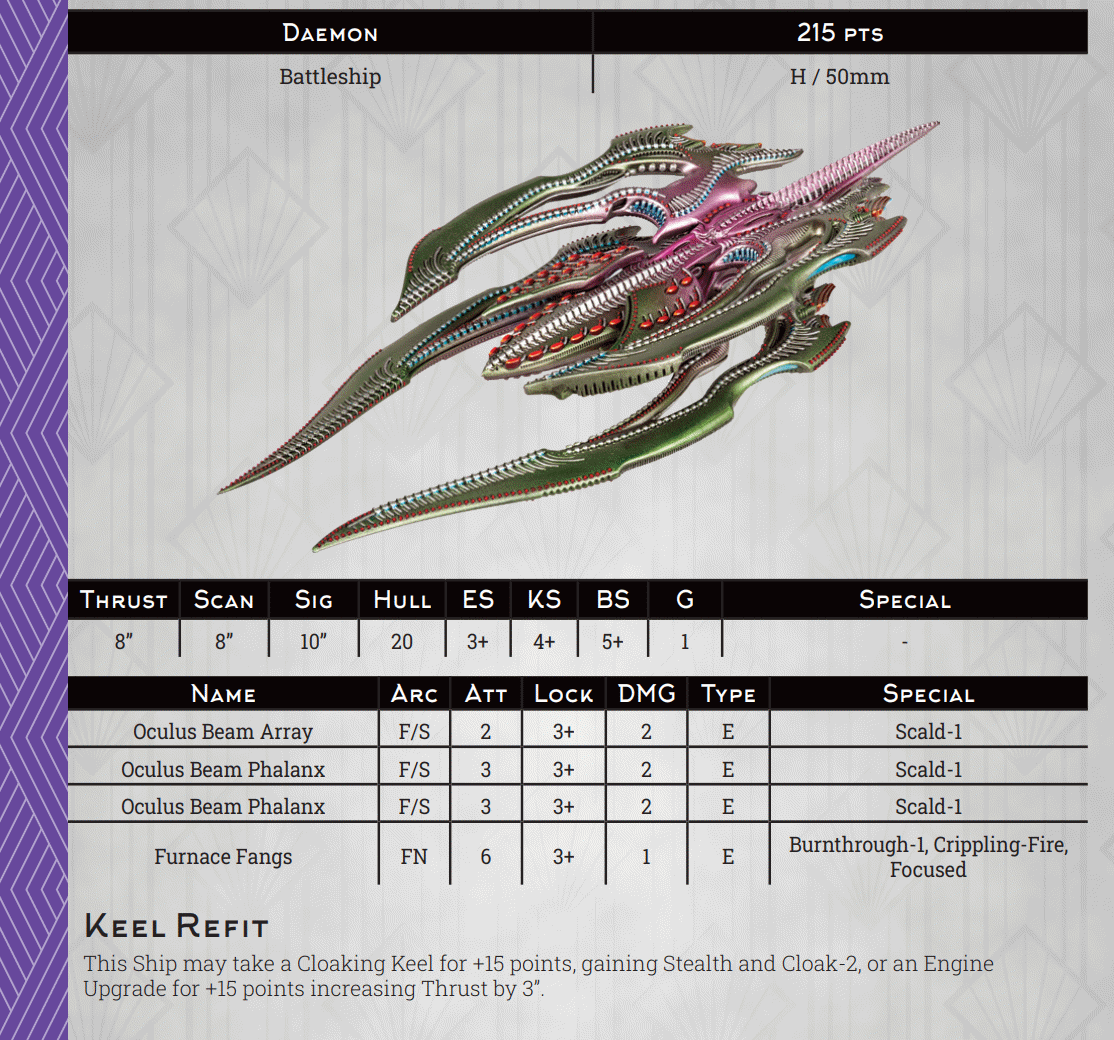 Daemon 215 pts
Battleship H / 50mm
Thrust Scan Sig Hull ES KS BS G Special
8” 8” 10” 20 3+ 4+ 5+ 1 -
Name Arc Att Lock DMG Type Special
Oculus Beam Array F/S 2 3+ 2 E Scald-1
Oculus Beam Phalanx F/S 3 3+ 2 E Scald-1
Oculus Beam Phalanx F/S 3 3+ 2 E Scald-1
Furnace Fangs FN 6 3+ 1 E Burnthrough-1, Crippling-Fire,
Focused
Keel Refit
This Ship may take a Cloaking Keel for +15 points, gaining Stealth and Cloak-2, or an Engine
Upgrade for +15 points increasing Thrust by 3”.